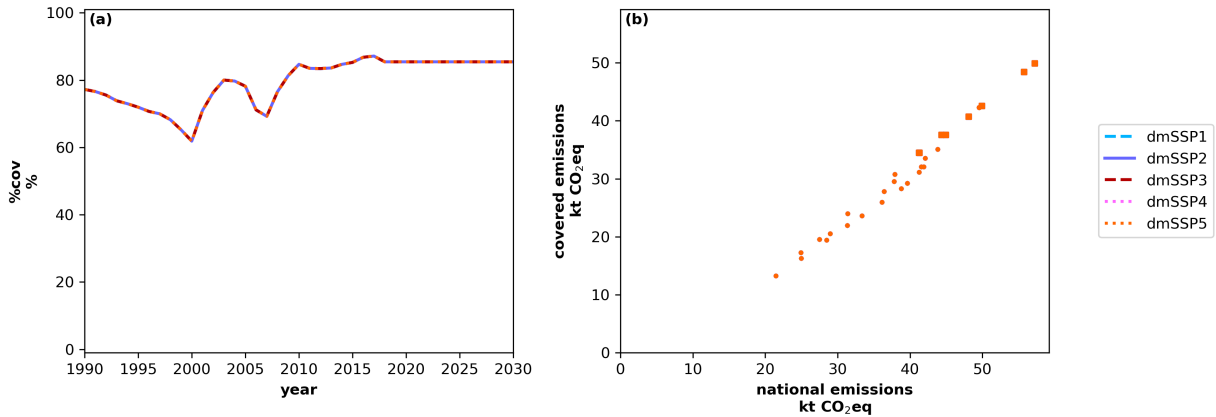 (a)
100
80
60
40
20
0
%cov
%
1990 1995 2000 2005 2010 2015 2020 2025 2030
year
(b)
50
40
30
20
10
0
covered emissions
kt CO₂eq
0 10 20 30 40 50
national emissions
kt CO₂eq
dmSSP1
dmSSP2
dmSSP3
dmSSP4
dmSSP5